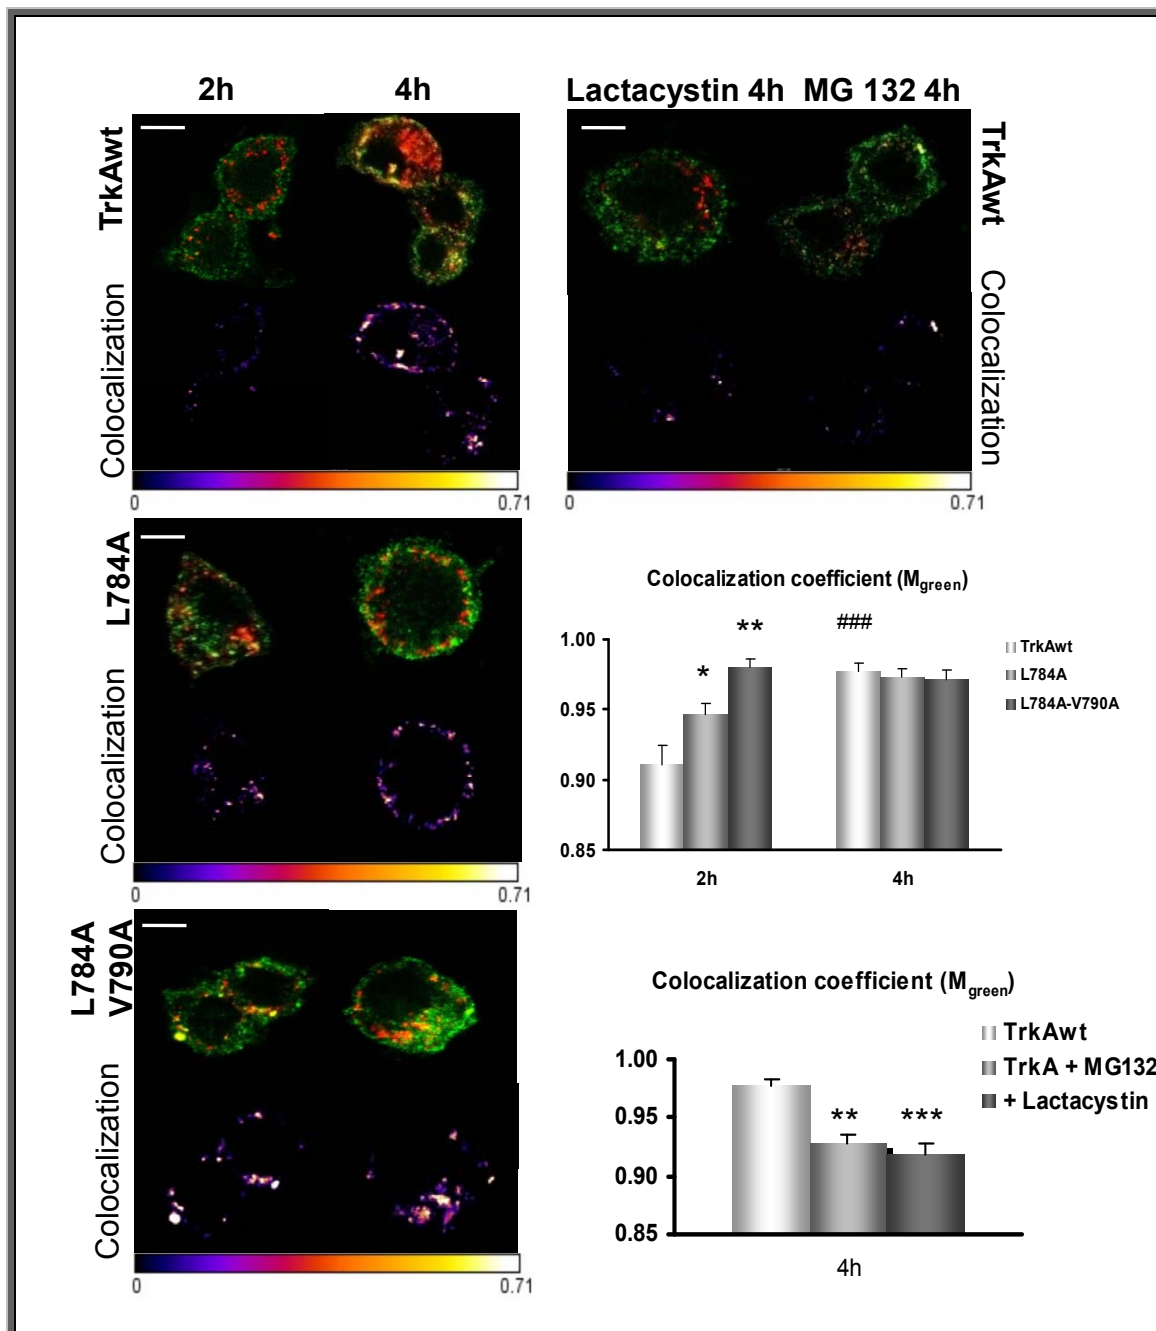 2h 4h
TrkAwt
Colocalization
0 0.71
Lactacystin 4h MG 132 4h
TrkAwt
Colocalization
0 0.71
L784A
Colocalization
0 0.71
Colocalization coefficient (Mgreen)
** ###
*
1.00
0.95
0.90
0.85
2h 4h
TrkAwt
L784A
L784A-V790A
L784A
V790A
Colocalization
0 0.71
Colocalization coefficient (Mgreen)
TrkAwt
TrkA + MG132
+ Lactacystin
1.00
0.95
0.90
0.85
** ***
4h